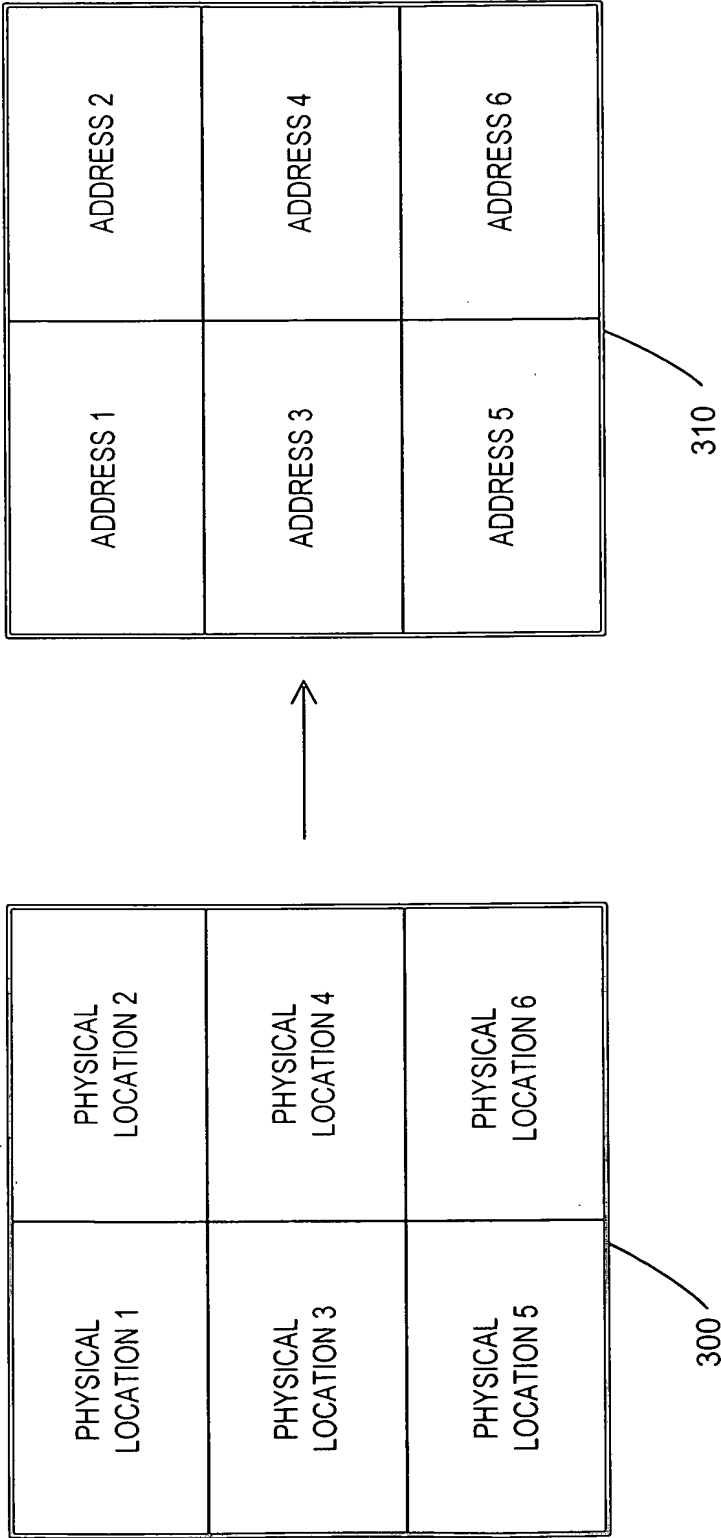 PHYSICAL
LOCATION 1
PHYSICAL
LOCATION 2
PHYSICAL
LOCATION 3
PHYSICAL
LOCATION 4
PHYSICAL
LOCATION 5
PHYSICAL
LOCATION 6
300
ADDRESS 1
ADDRESS 2
ADDRESS 3
ADDRESS 4
ADDRESS 5
ADDRESS 6
310